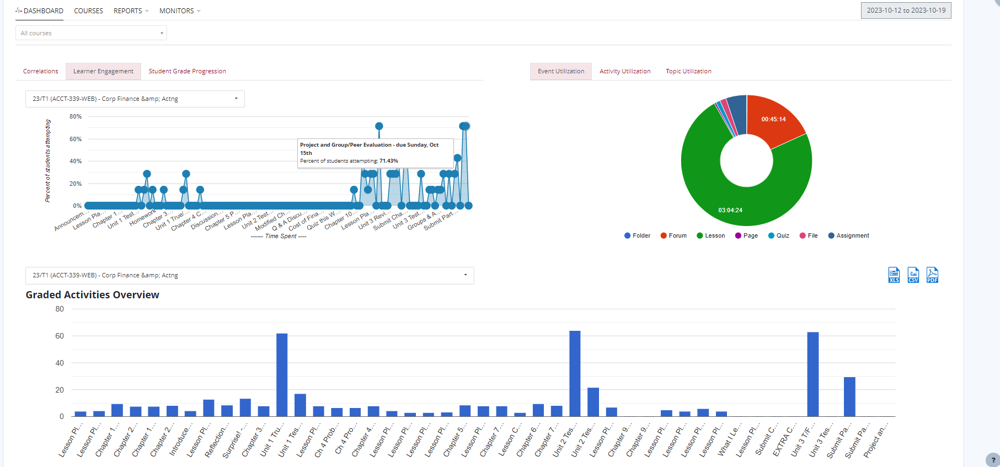 DASHBOARD COURSES REPORTS MONITORS 2023-10-12 to 2023-10-19
All courses
Correlations Learner Engagement Student Grade Progression
Event Utilization Activity Utilization Topic Utilization
23/T1 (ACCT-339-WEB) - Corp Finance &amp; Actng
Percent of students attempting
80%
60%
40%
20%
0%
Project and Group/Peer Evaluation - due Sunday, Oct
15th
Percent of students attempting: 71.43%
Announcem...
Lesson Pla...
Chapter 1...
Unit 1 Test...
Homework
Chapter 3...
Unit 1 True/...
Chapter 4 C...
Discussion...
Chapter 5 P...
Lesson Pla...
Unit 2 Test...
Modified Ch...
Q & A Discu...
Cost of Fina...
Quiz this W...
Chapter 10...
Lesson Pla...
Unit 3 Revi...
Submit Cha...
Unit 3 Test...
Groups & A...
Submit Part...
------ Time Spent ----
00:45:14
03:04:24
Folder Forum Lesson Page Quiz File Assignment
23/T1 (ACCT-339-WEB) - Corp Finance &amp; Actng
XLS CSV PDF
Graded Activities Overview
80
60
40
20
0
Lesson Pl...
Lesson Pl...
Chapter 1...
Chapter 2...
Chapter 1...
Chapter 2...
Introduce...
Lesson Pl...
Reflection...
Surprise! -...
Chapter 3...
Unit 1 Tru...
Unit 1 Tes...
Lesson Pl...
Ch 4 Prob...
Ch 4 Pro...
Chapter 4...
Lesson Pl...
Lesson Pl...
Lesson Pl...
Lesson Pl...
Chapter 5...
Lesson Pl...
Chapter 7...
Lesson C...
Chapter 6...
Chapter 7...
Unit 2 Tes...
Unit 2 Tes...
Lesson Pl...
Chapter 9...
Chapter 9...
Lesson Pl...
Lesson Pl...
Lesson Pl...
Lesson Pl...
What I Le...
Lesson Pl...
Submit C...
EXTRA C...
Unit 3 T/F...
Unit 3 Tes...
Submit Pa...
Submit Pa...
Project an...
?